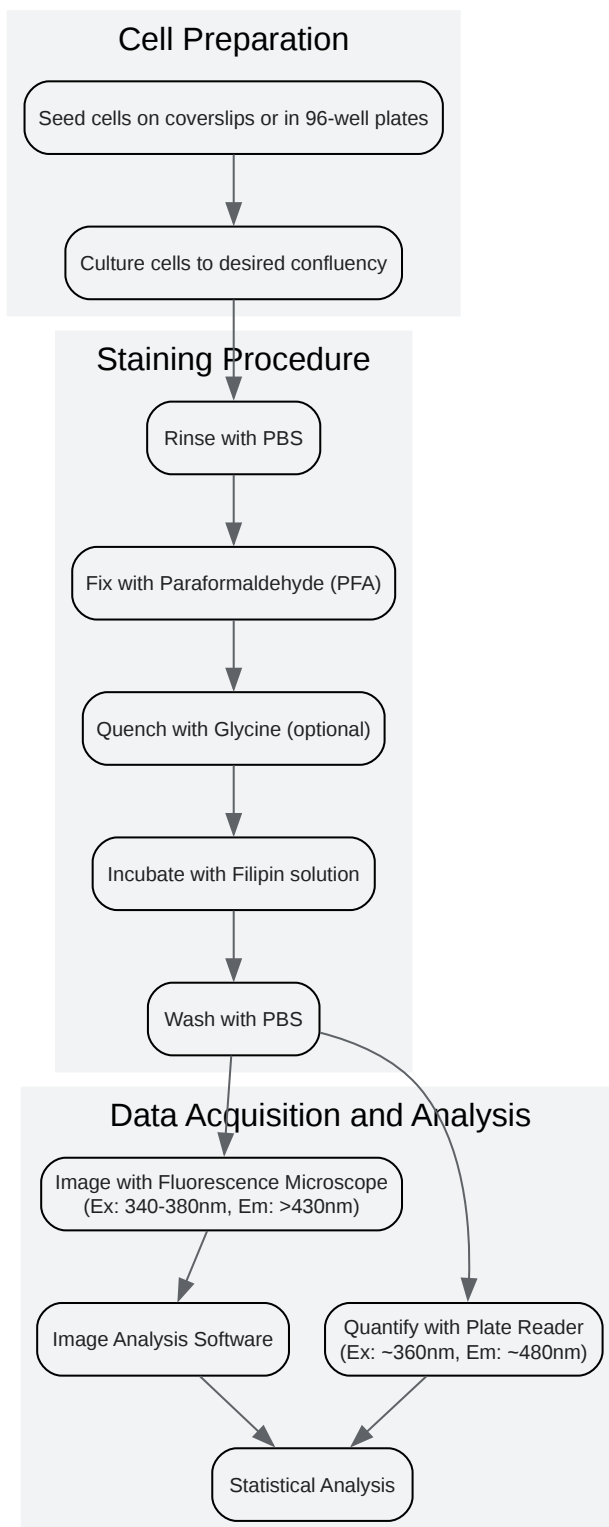 Cell Preparation
Seed cells on coverslips or in 96-well plates
Culture cells to desired confluency
Staining Procedure
Rinse with PBS
Fix with Paraformaldehyde (PFA)
Quench with Glycine (optional)
Incubate with Filipin solution
Wash with PBS
Data Acquisition and Analysis
Image with Fluorescence Microscope
(Ex: 340-380nm, Em: >430nm)
Image Analysis Software
Quantify with Plate Reader
(Ex: ~360nm, Em: ~480nm)
Statistical Analysis